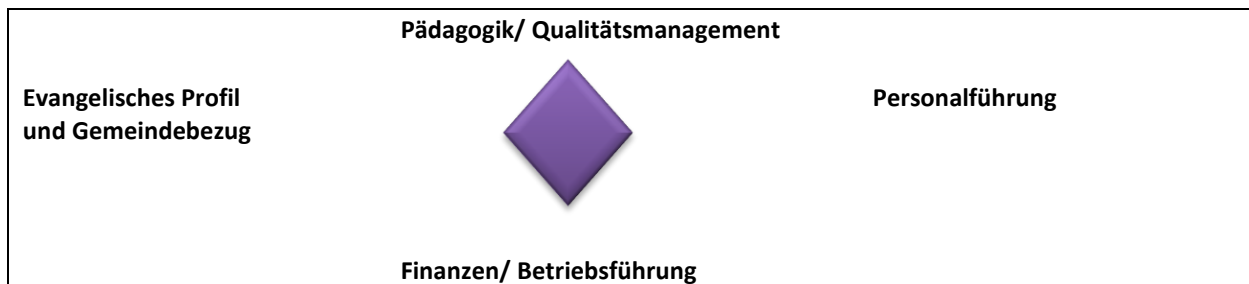 Pädagogik/ Qualitätsmanagement
Evangelisches Profil
und Gemeindebezug
Personalführung
Finanzen/ Betriebsführung